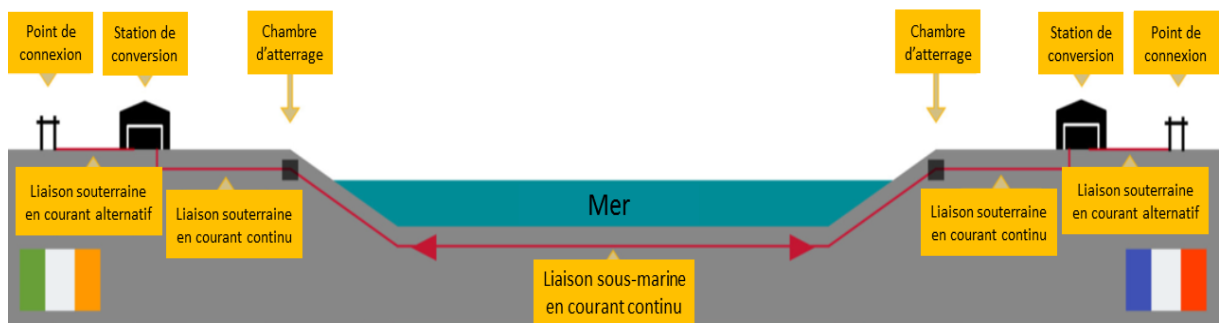 Point de
connexion
Station de
conversion
Chambre
d'atterrage
Chambre
d'atterrage
Station de
conversion
Point de
connexion
Liaison souterraine
en courant alternatif
Liaison souterraine
en courant continu
Mer
Liaison souterraine
en courant continu
Liaison souterraine
en courant alternatif
Liaison sous-marine
en courant continu